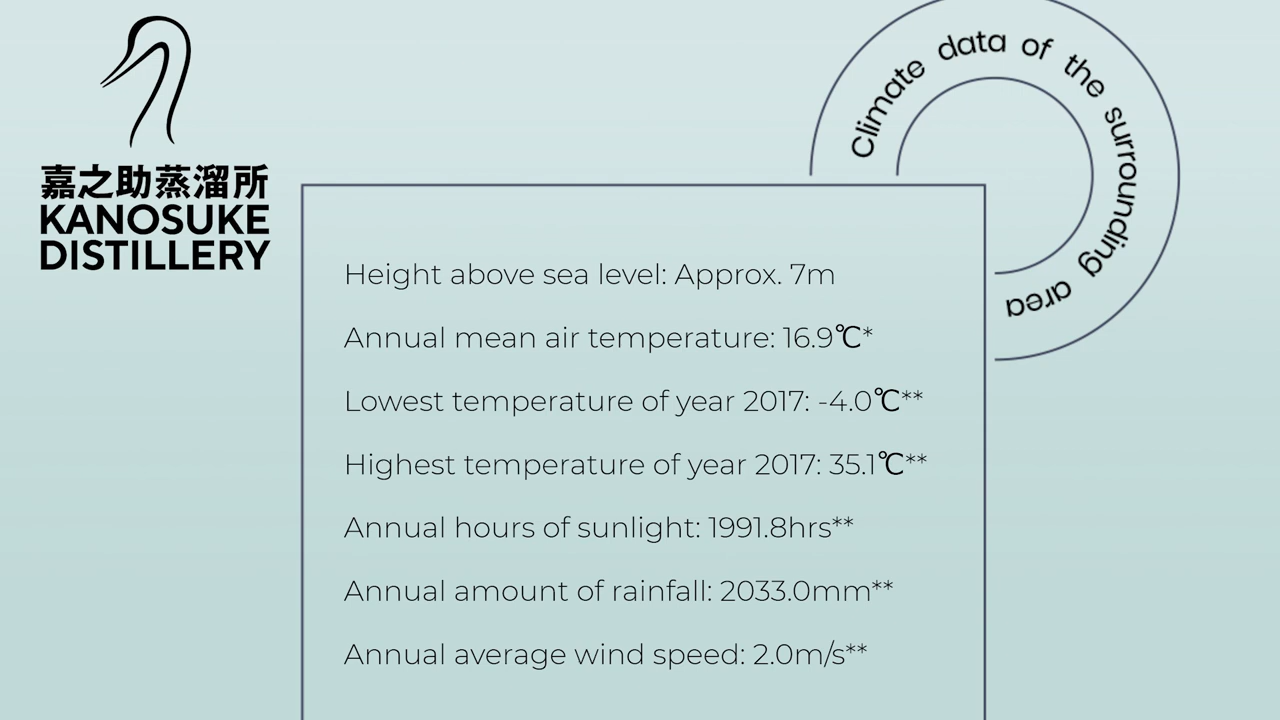 嘉之助蒸溜所
KANOSUKE
DISTILLERY
Climate data of the surrounding area
Height above sea level: Approx. 7m
Annual mean air temperature: 16.9℃*
Lowest temperature of year 2017: -4.0℃**
Highest temperature of year 2017: 35.1℃**
Annual hours of sunlight: 1991.8hrs**
Annual amount of rainfall: 2033.0mm**
Annual average wind speed: 2.0m/s**